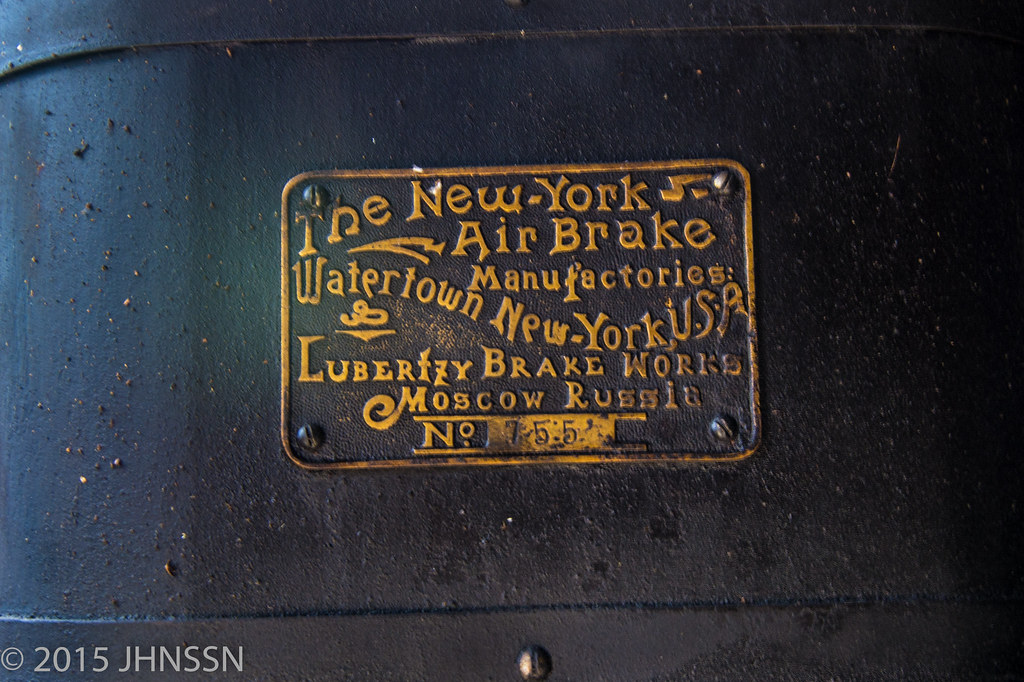 The New-York
Air Brake
Manufactories:
Watertown New-York U.S.A
Lubertzy Brake Works
Moscow Russia
No. 755
© 2015 JHNSSN